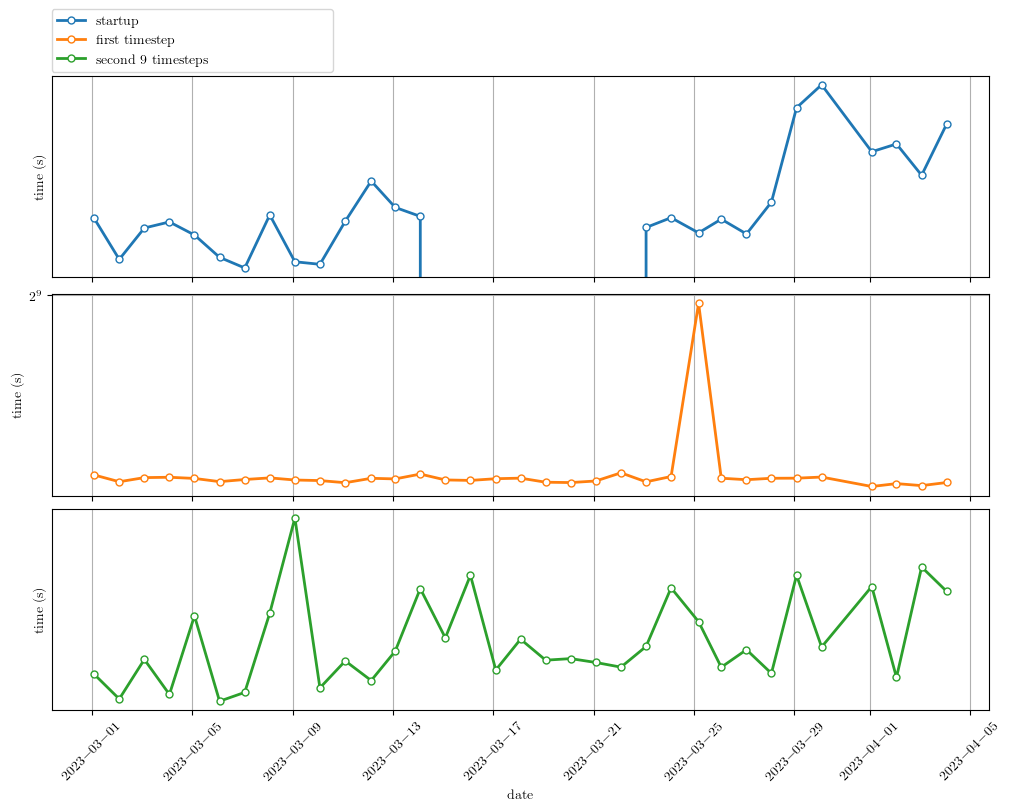 startup
first timestep
second 9 timesteps
time (s)
2⁹
time (s)
time (s)
2023−03−01
2023−03−05
2023−03−09
2023−03−13
2023−03−17
2023−03−21
2023−03−25
2023−03−29
2023−04−01
2023−04−05
date